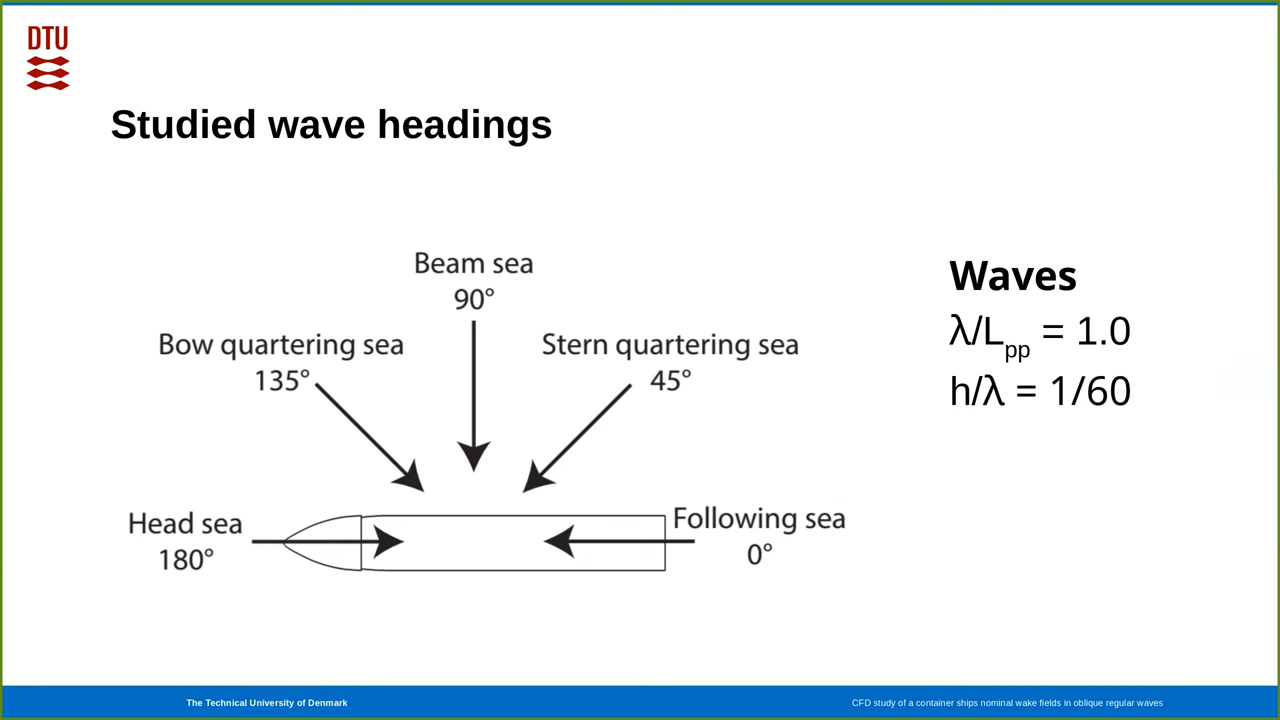 DTU
Studied wave headings
Beam sea
90°
Bow quartering sea
135°
Stern quartering sea
45°
Head sea
180°
Following sea
0°
Waves
λ/Lpp = 1.0
h/λ = 1/60
The Technical University of Denmark
CFD study of a container ships nominal wake fields in oblique regular waves